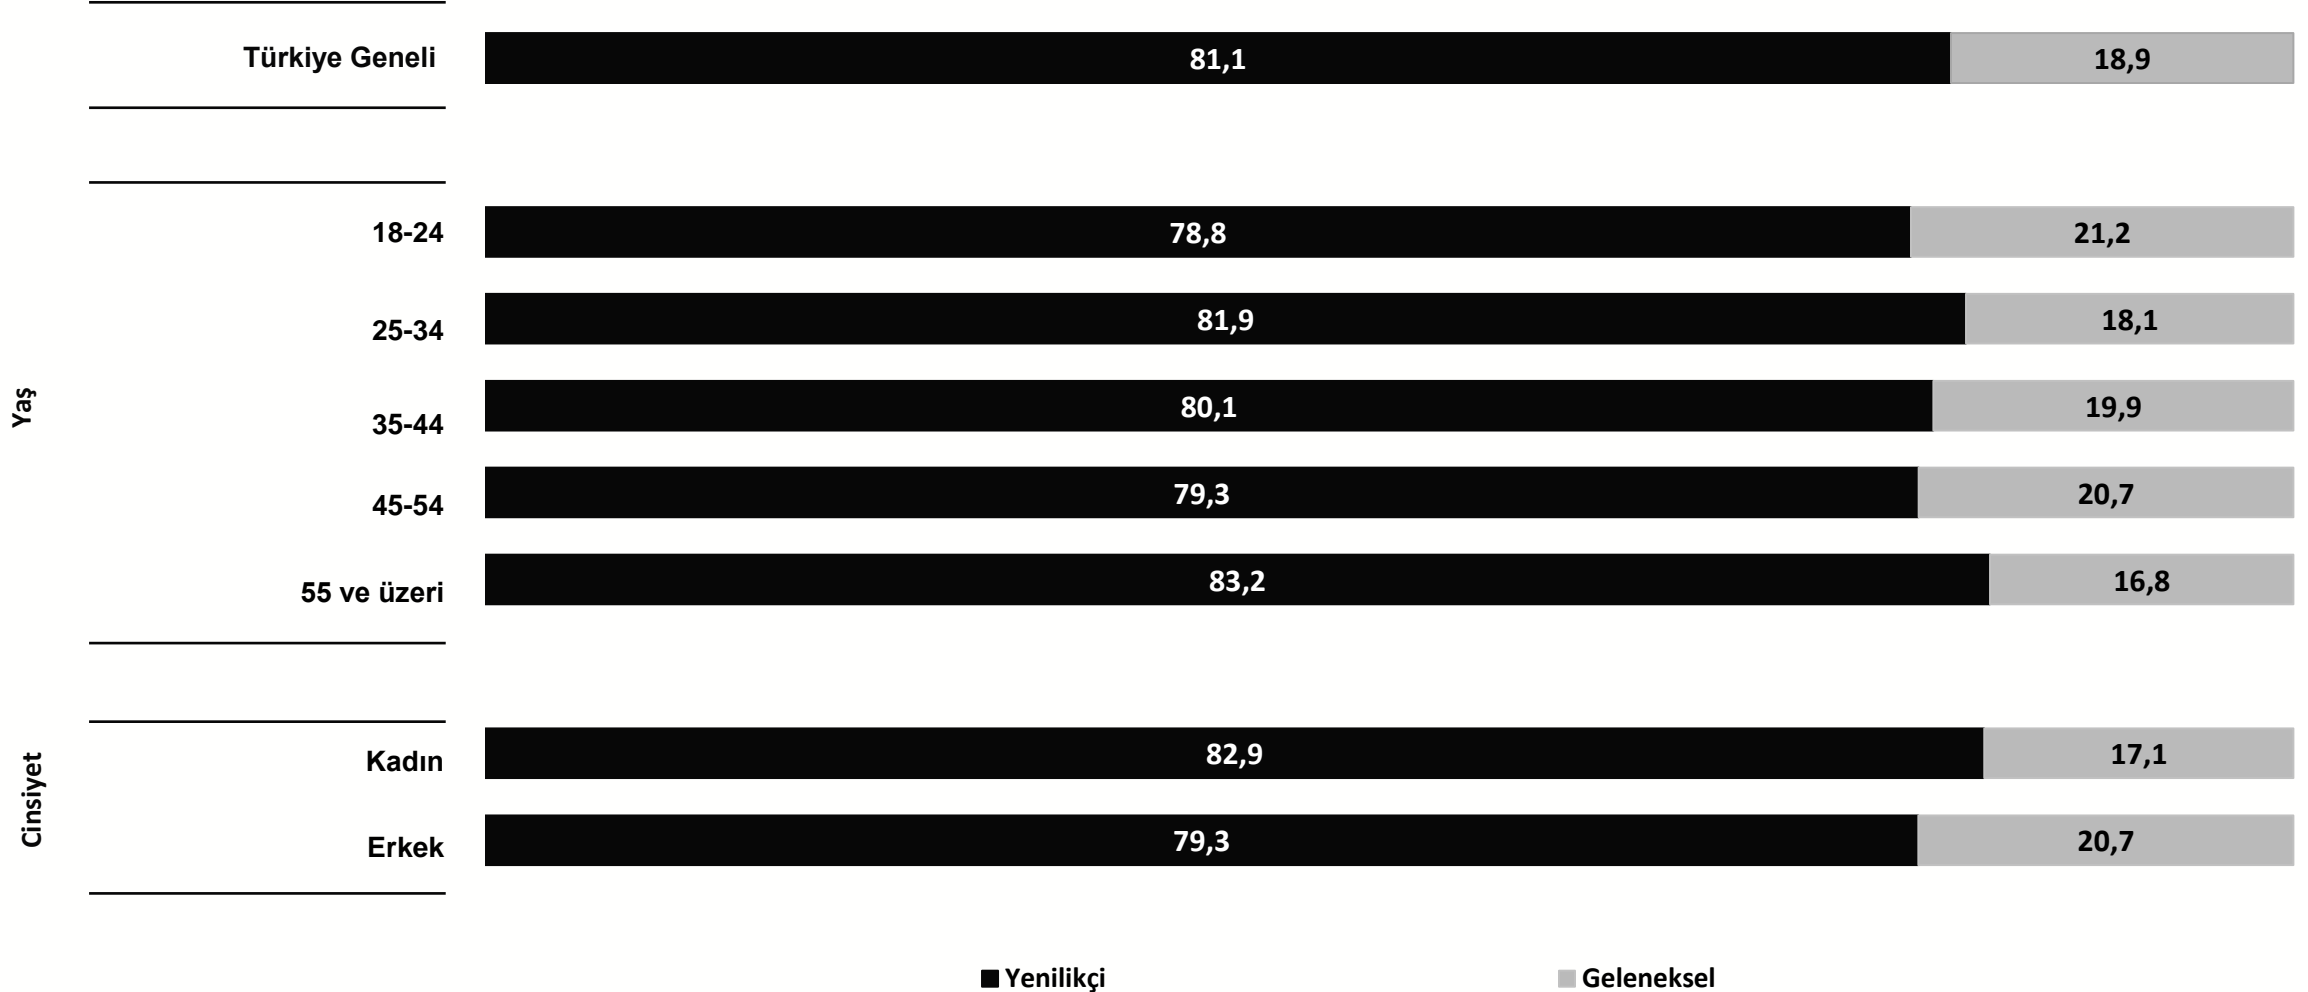 Türkiye Geneli 81,1 18,9
Yaş
18-24 78,8 21,2
25-34 81,9 18,1
35-44 80,1 19,9
45-54 79,3 20,7
55 ve üzeri 83,2 16,8
Cinsiyet
Kadın 82,9 17,1
Erkek 79,3 20,7
Yenilikçi Geleneksel